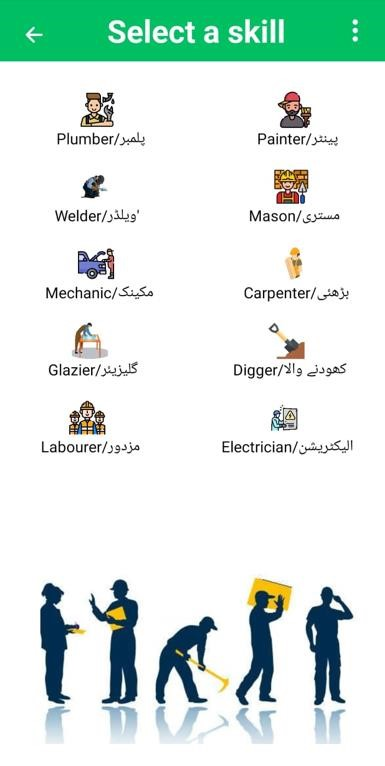 Select a skill
Plumber/پلمبر
Painter/پینٹر
Welder/ویلڈر'
Mason/مستری
Mechanic/مکینک
Carpenter/بڑھئی
Glazier/گلیزیئر
Digger/کھودنے والا
Labourer/مزدور
Electrician/الیکٹریشن